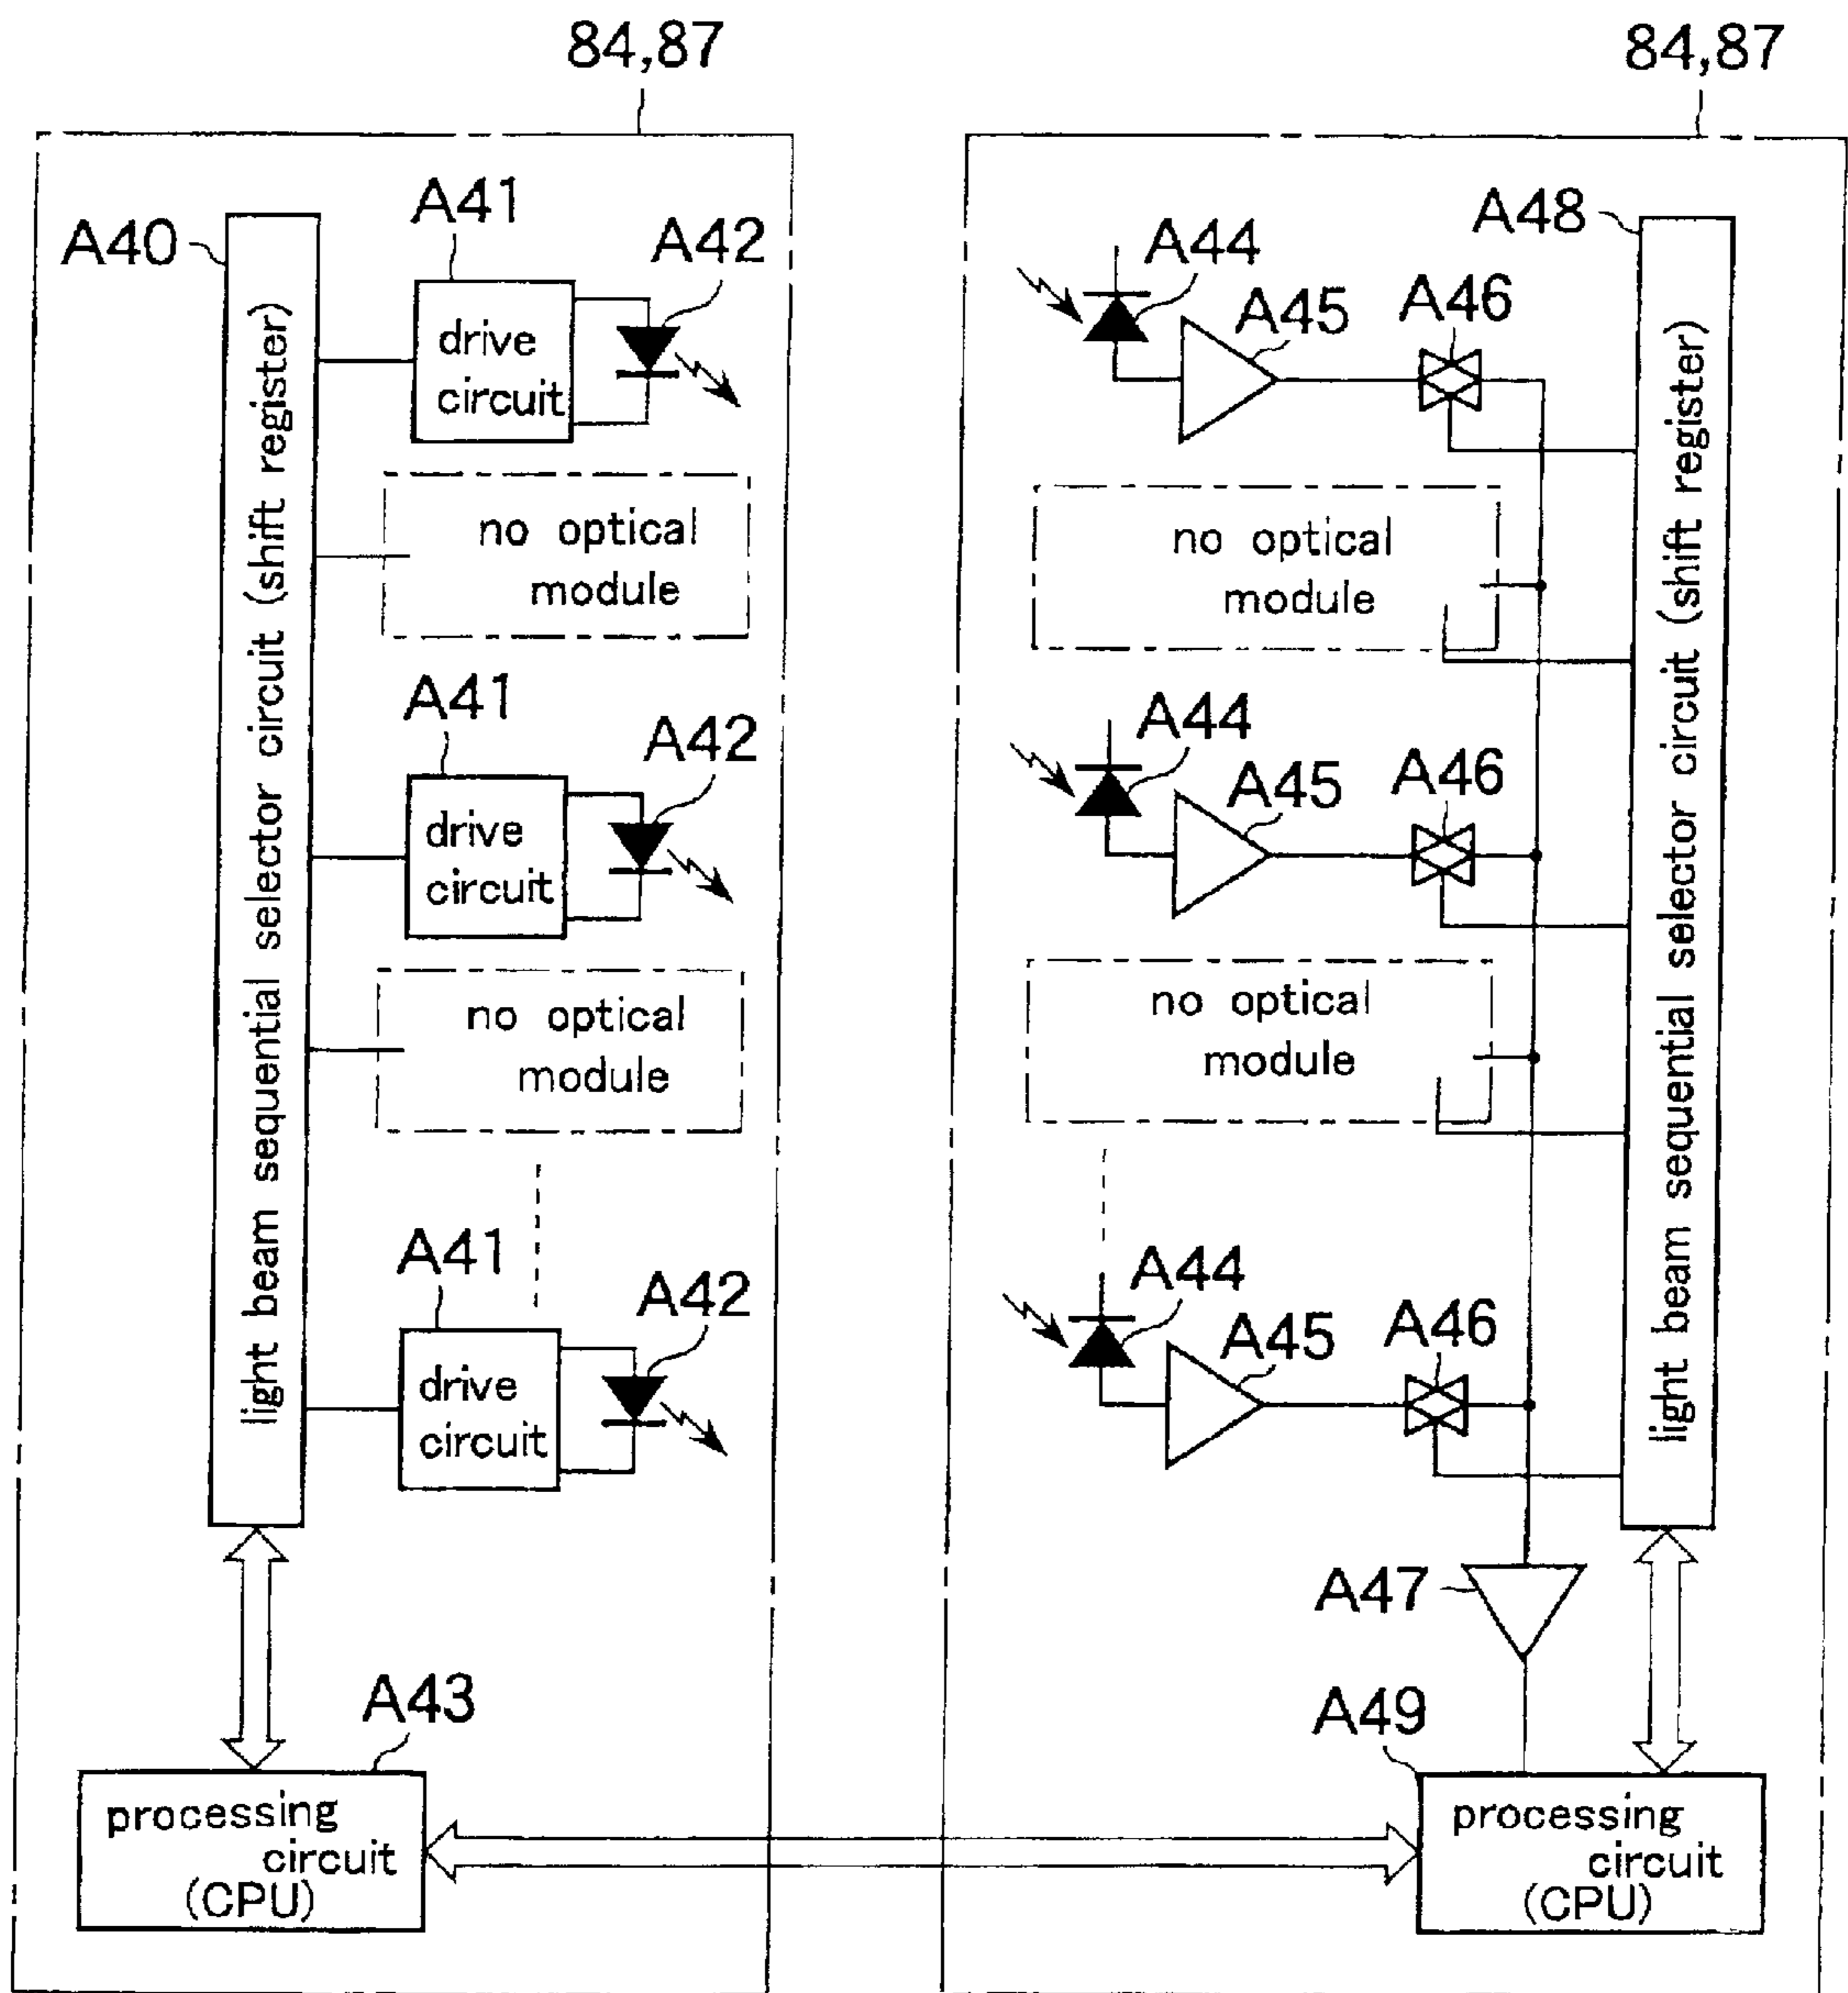 84,87
84,87
A40
A41
A42
drive
circuit
no optical
module
A41
A42
drive
circuit
no optical
module
A41
A42
drive
circuit
light beam sequential selector circuit (shift register)
A43
processing
circuit
(CPU)
A44
A45
A46
A48
no optical
module
A44
A45
A46
no optical
module
A44
A45
A46
light beam sequential selector circuit (shift register)
A47
A49
processing
circuit
(CPU)